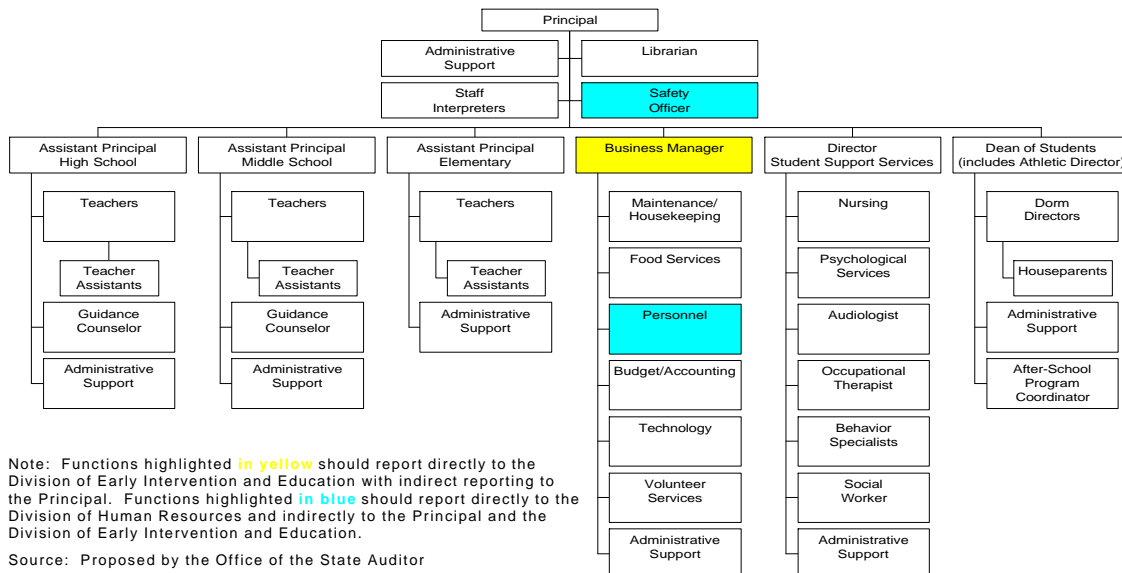 Principal
Administrative
Support
Librarian
Staff
Interpreters
Safety
Officer
Assistant Principal
High School
Assistant Principal
Middle School
Assistant Principal
Elementary
Business Manager
Director
Student Support Services
Dean of Students
(includes Athletic Director)
Teachers
Teacher
Assistants
Guidance
Counselor
Administrative
Support
Teachers
Teacher
Assistants
Guidance
Counselor
Administrative
Support
Teachers
Teacher
Assistants
Administrative
Support
Maintenance/
Housekeeping
Food Services
Personnel
Budget/Accounting
Technology
Volunteer
Services
Administrative
Support
Nursing
Psychological
Services
Audiologist
Occupational
Therapist
Behavior
Specialists
Social
Worker
Administrative
Support
Dorm
Directors
Houseparents
Administrative
Support
After-School
Program
Coordinator
Note: Functions highlighted in yellow should report directly to the
Division of Early Intervention and Education with indirect reporting to
the Principal. Functions highlighted in blue should report directly to the
Division of Human Resources and indirectly to the Principal and the
Division of Early Intervention and Education.
Source: Proposed by the Office of the State Auditor